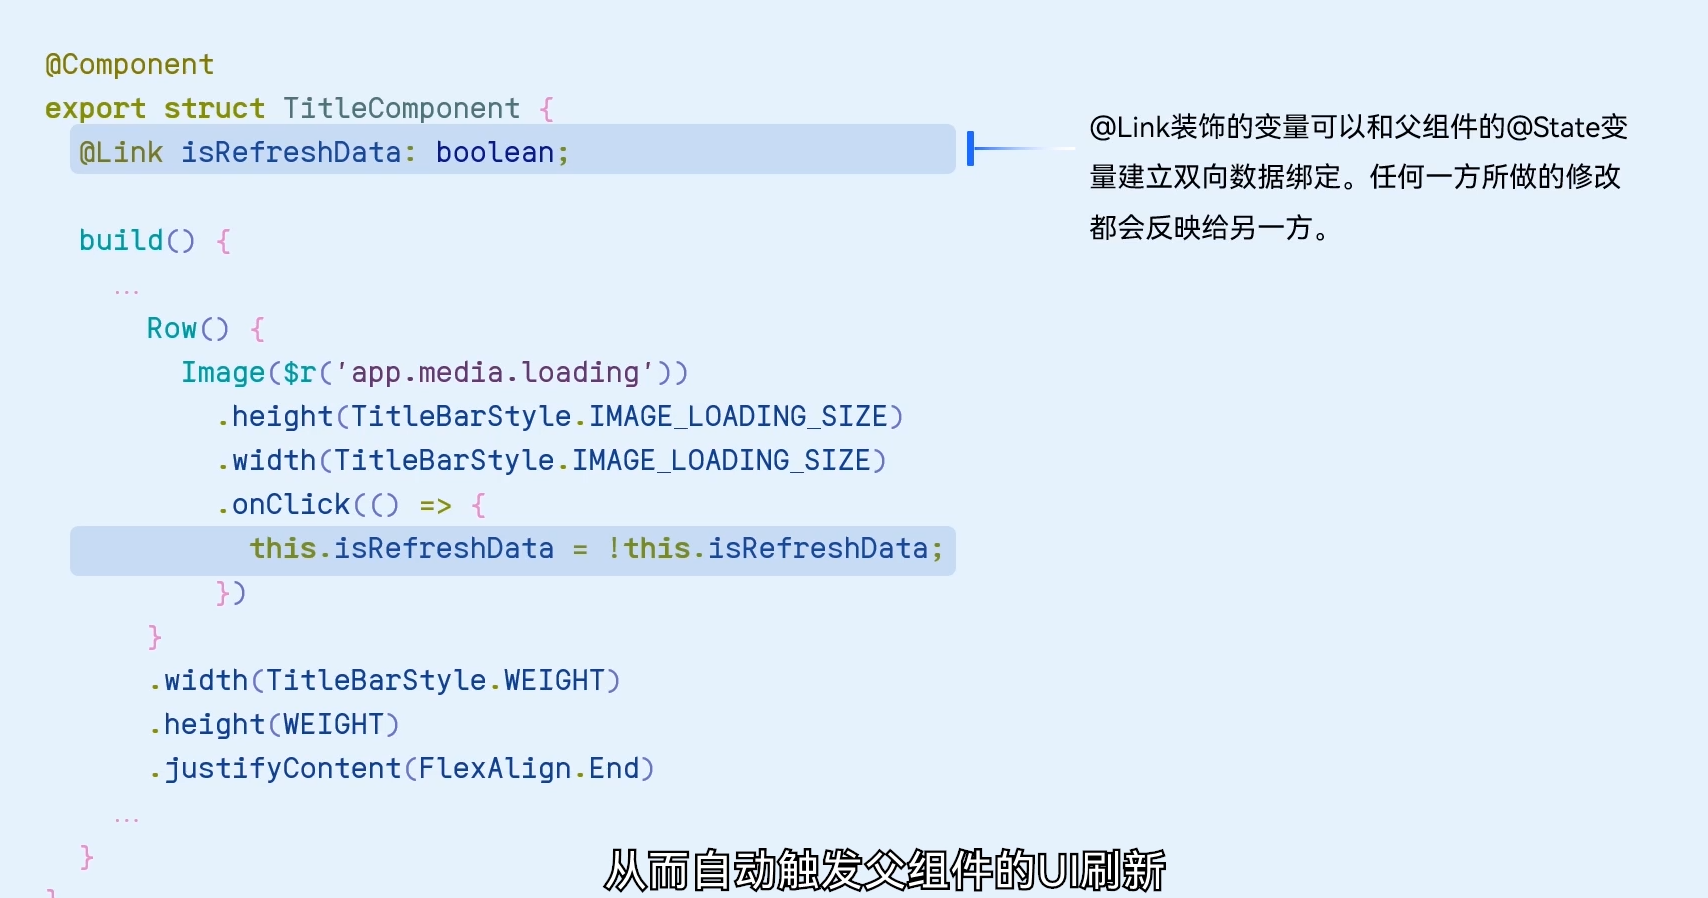 @Component
export struct TitleComponent {
@Link isRefreshData: boolean;
@Link装饰的变量可以和父组件的@State变
量建立双向数据绑定。任何一方所做的修改
都会反映给另一方。
build() {
...
Row() {
Image($r('app.media.loading'))
.height(TitleBarStyle.IMAGE_LOADING_SIZE)
.width(TitleBarStyle.IMAGE_LOADING_SIZE)
.onClick(() => {
this.isRefreshData = !this.isRefreshData;
})
}
.width(TitleBarStyle.WEIGHT)
.height(WEIGHT)
.justifyContent(FlexAlign.End)
...
}
从而自动触发父组件的UI刷新
}